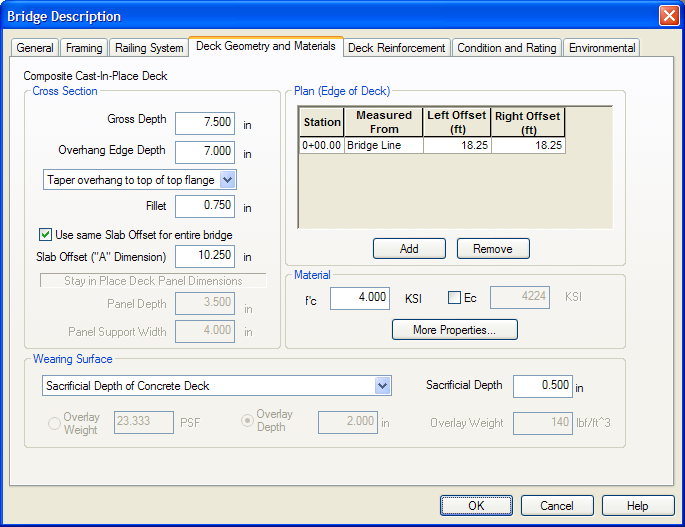 Bridge Description
General Framing Railing System Deck Geometry and Materials Deck Reinforcement Condition and Rating Environmental
Composite Cast-In-Place Deck
Cross Section
Gross Depth 7.500 in
Overhang Edge Depth 7.000 in
Taper overhang to top of top flange
Fillet 0.750 in
Use same Slab Offset for entire bridge
Slab Offset ("A" Dimension) 10.250 in
Stay in Place Deck Panel Dimensions
Panel Depth 3.500 in
Panel Support Width 4.000 in
Plan (Edge of Deck)
Station Measured From Left Offset (ft) Right Offset (ft)
0+00.00 Bridge Line 18.25 18.25
Add Remove
Material
f'c 4.000 KSI Ec 4224 KSI
More Properties...
Wearing Surface
Sacrificial Depth of Concrete Deck Sacrificial Depth 0.500 in
Overlay Weight 23.333 PSF Overlay Depth 2.000 in Overlay Weight 140 lbf/ft^3
OK Cancel Help